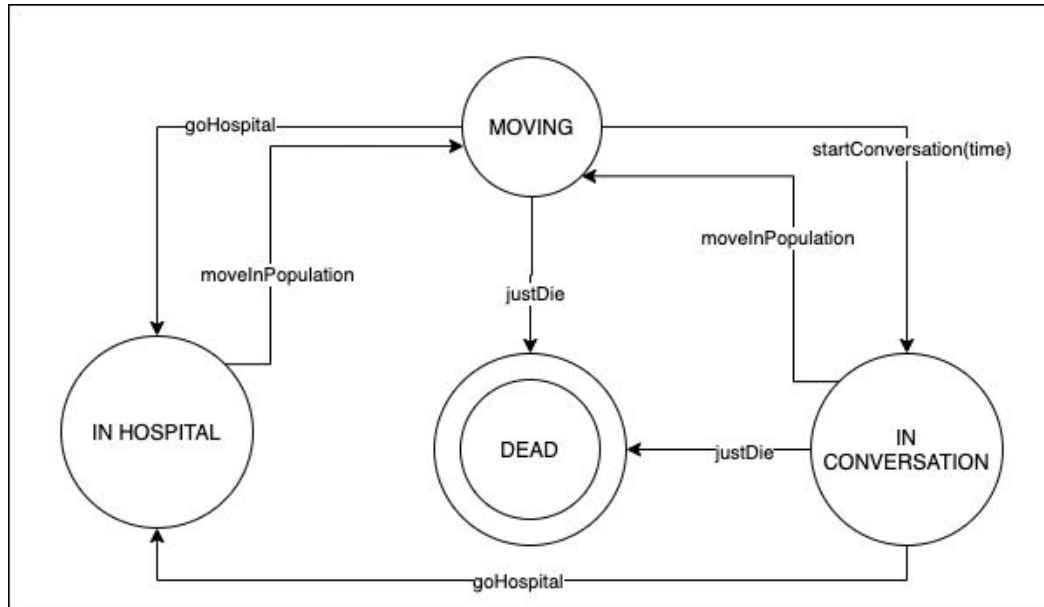 MOVING
goHospital
startConversation(time)
moveInPopulation
moveInPopulation
justDie
IN HOSPITAL
DEAD
justDie
IN
CONVERSATION
goHospital